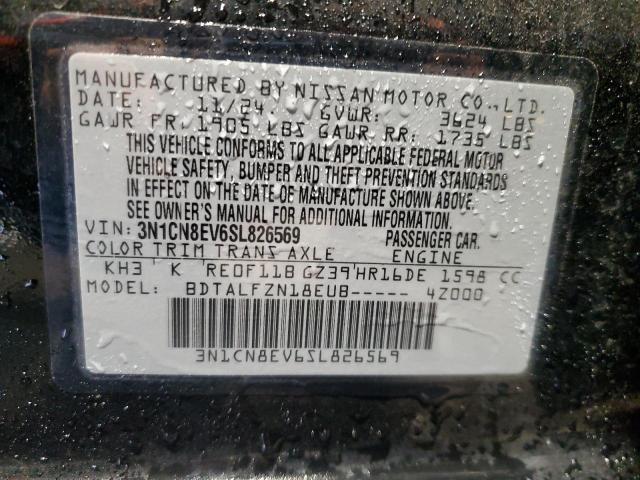 MANUFACTURED BY NISSAN MOTOR CO., LTD.
DATE: 11/24 GVWR: 3624 LBS
GAWR FR: 1905 LBS GAWR RR: 1735 LBS
THIS VEHICLE CONFORMS TO ALL APPLICABLE FEDERAL MOTOR
VEHICLE SAFETY, BUMPER AND THEFT PREVENTION STANDARDS
IN EFFECT ON THE DATE OF MANUFACTURE SHOWN ABOVE.
SEE OWNER'S MANUAL FOR ADDITIONAL INFORMATION.
VIN: 3N1CN8EV6SL826569 PASSENGER CAR.
COLOR TRIM TRANS AXLE ENGINE
KH3 K RE0F11B GZ39 HR16DE 1598 CC
MODEL: BDTALFZN18EUB----- 4Z000
3N1CN8EV6SL826569